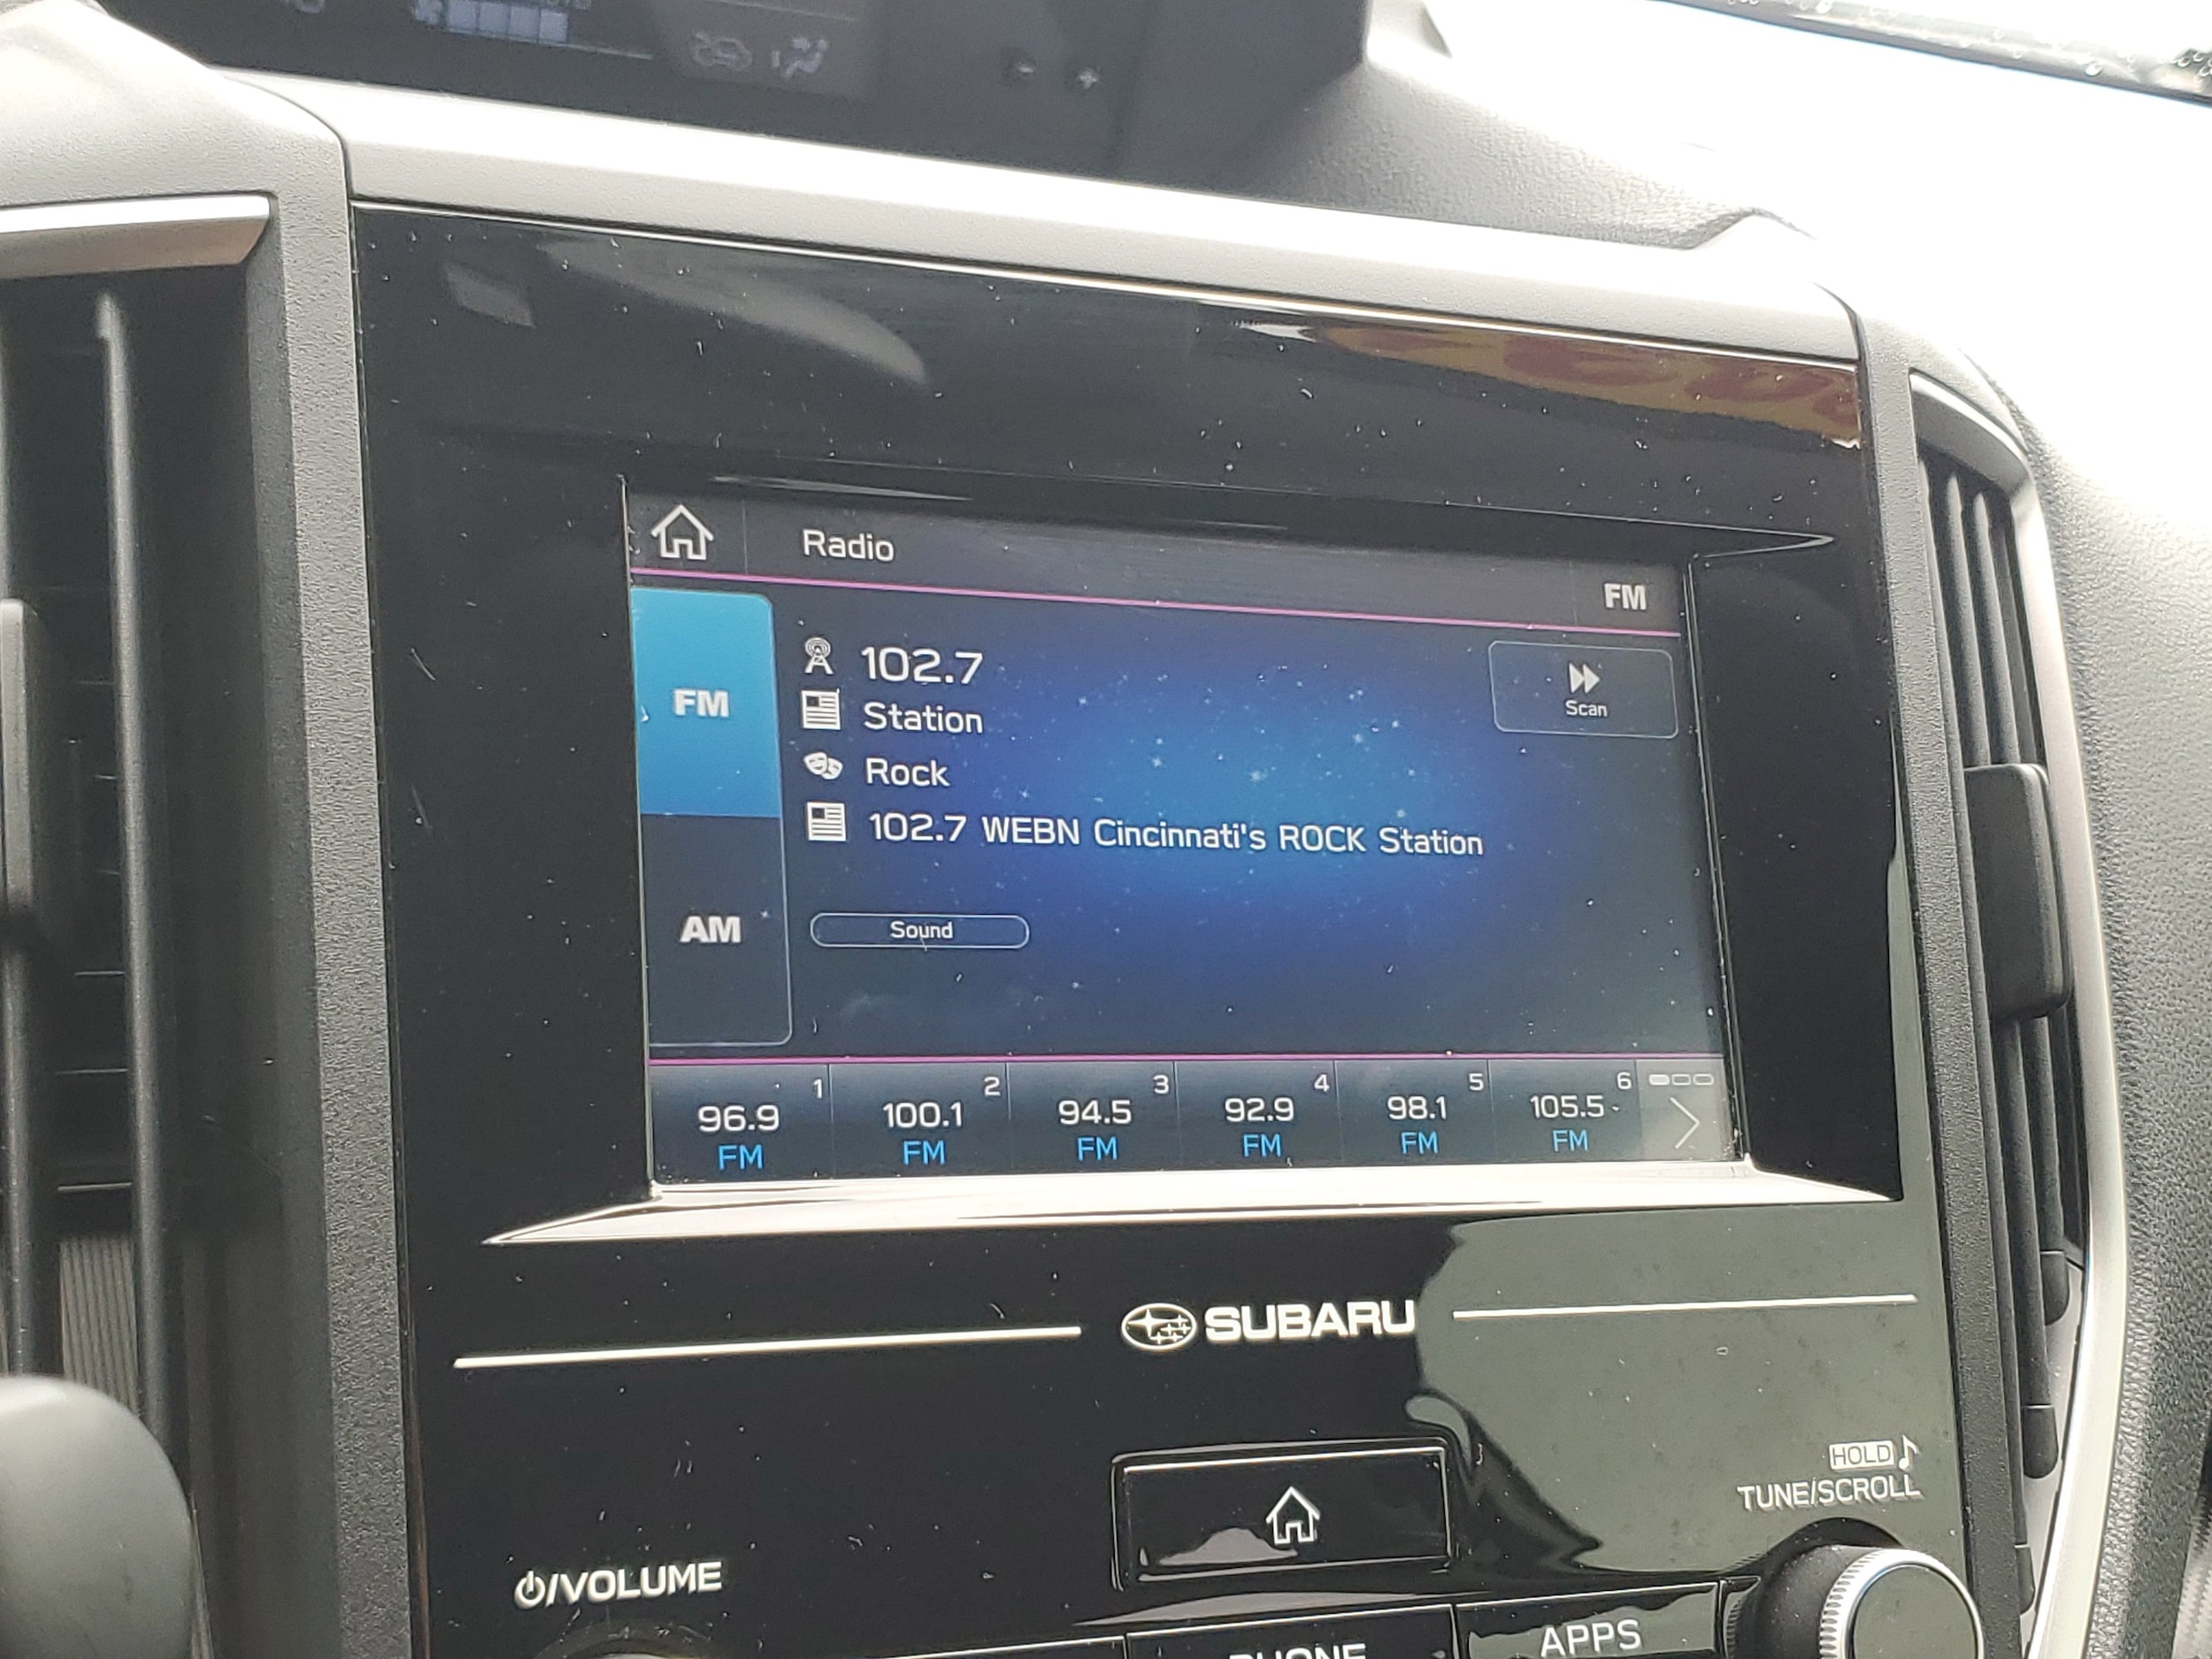 Radio
FM
FM
102.7
Station
Scan
Rock
102.7 WEBN Cincinnati's ROCK Station
AM
Sound
1 2 3 4 5 6
96.9 100.1 94.5 92.9 98.1 105.5
FM FM FM FM FM FM
SUBARU
HOLD
TUNE/SCROLL
/VOLUME
PHONE
APPS